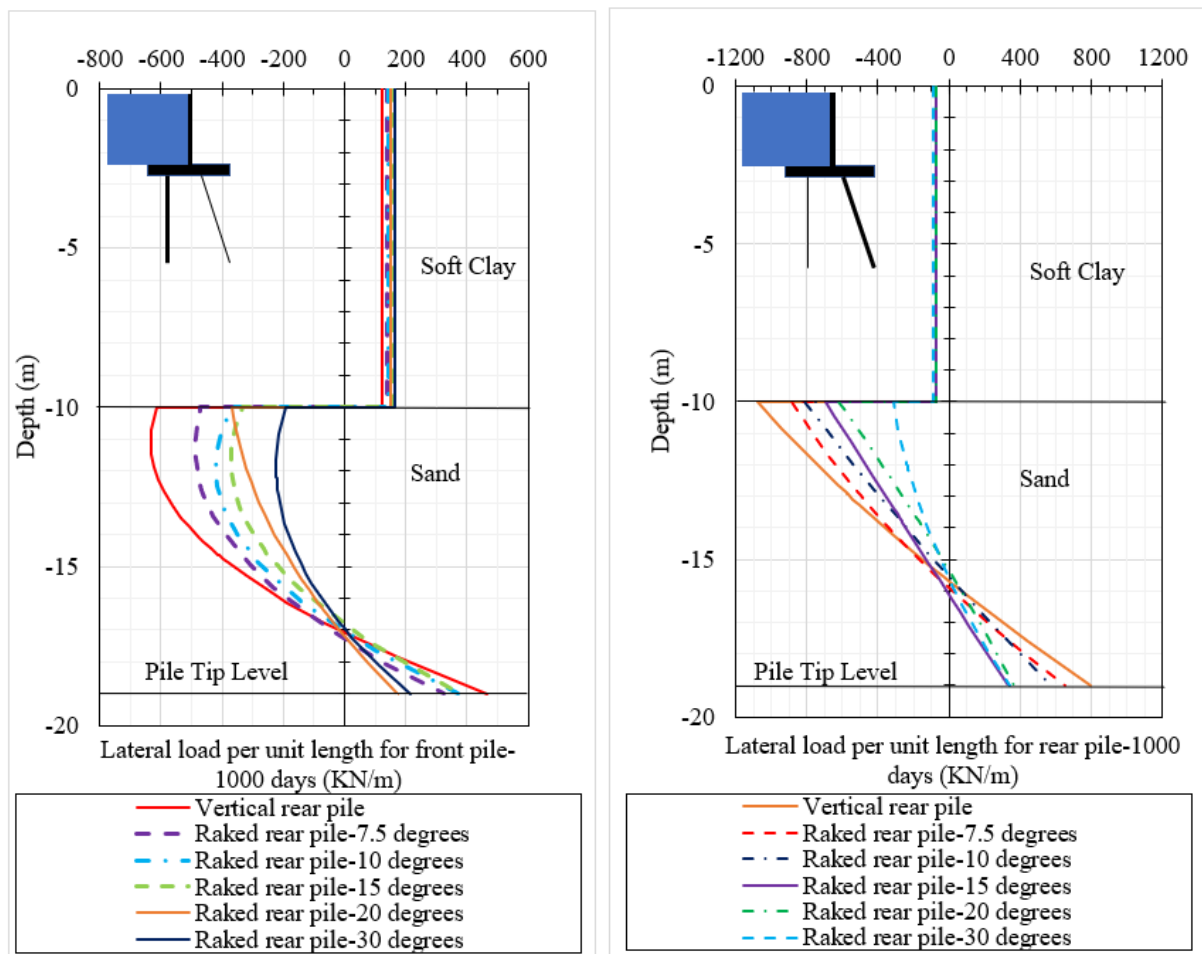 -800 -600 -400 -200 0 200 400 600
0
-5
-10
-15
-20
Depth (m)
Soft Clay
Sand
Pile Tip Level
Lateral load per unit length for front pile-
1000 days (KN/m)
Vertical rear pile
Raked rear pile-7.5 degrees
Raked rear pile-10 degrees
Raked rear pile-15 degrees
Raked rear pile-20 degrees
Raked rear pile-30 degrees
-1200 -800 -400 0 400 800 1200
0
-5
-10
-15
-20
Depth (m)
Soft Clay
Sand
Pile Tip Level
Lateral load per unit length for rear pile-1000
days (KN/m)
Vertical rear pile
Raked rear pile-7.5 degrees
Raked rear pile-10 degrees
Raked rear pile-15 degrees
Raked rear pile-20 degrees
Raked rear pile-30 degrees